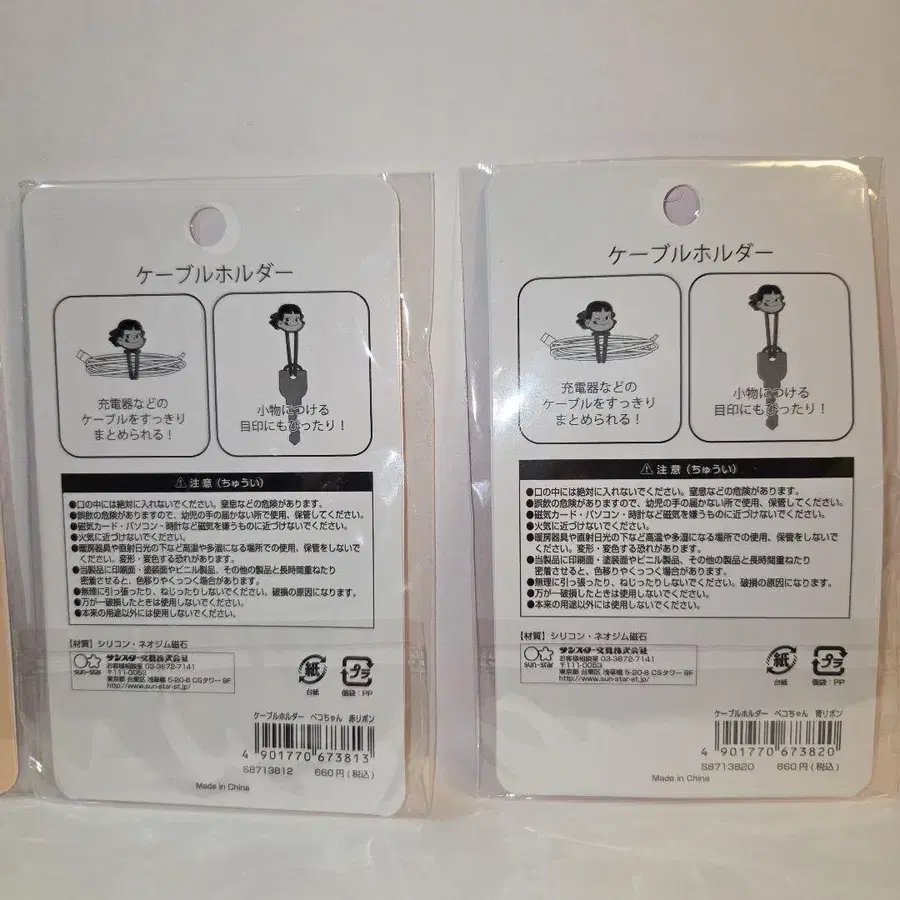 ケーブルホルダー
充電器などの
ケーブルをすっきり
まとめられる！
小物につける
目印にもぴったり！
⚠ 注意（ちゅうい）
●口の中には絶対に入れないでください。窒息などの危険があります。
●誤飲の危険がありますので、幼児の手の届かない所で使用、保管してください。
●磁気カード・パソコン・時計など磁気を嫌うものに近づけないでください。
●火気に近づけないでください。
●暖房器具や直射日光の下など高温や多湿になる場所での使用、保管をしないで
ください。変形・変色する恐れがあります。
●当製品に印刷面・塗装面やビニル製品、その他の製品と長時間重ねたり
密着させると、色移りやくっつく場合があります。
●無理に引っ張ったり、ねじったりしないでください。破損の原因になります。
●万が一破損したときは使用しないでください。
●本来の用途以外には使用しないでください。
【材質】シリコン・ネオジム磁石
sun-star
サンスター文具株式会社
お客様相談室 03-3872-7141
〒111-0053
東京都 台東区 浅草橋 5-20-8 CSタワー 9F
http://www.sun-star-st.jp/
紙
台紙
プラ
個袋：PP
ケーブルホルダー ペコちゃん 赤リボン
4 901770 673813
S8713812 660円（税込）
Made in China
ケーブルホルダー
充電器などの
ケーブルをすっきり
まとめられる！
小物につける
目印にもぴったり！
⚠ 注意（ちゅうい）
●口の中には絶対に入れないでください。窒息などの危険があります。
●誤飲の危険がありますので、幼児の手の届かない所で使用、保管してください。
●磁気カード・パソコン・時計など磁気を嫌うものに近づけないでください。
●火気に近づけないでください。
●暖房器具や直射日光の下など高温や多湿になる場所での使用、保管をしないで
ください。変形・変色する恐れがあります。
●当製品に印刷面・塗装面やビニル製品、その他の製品と長時間重ねたり
密着させると、色移りやくっつく場合があります。
●無理に引っ張ったり、ねじったりしないでください。破損の原因になります。
●万が一破損したときは使用しないでください。
●本来の用途以外には使用しないでください。
【材質】シリコン・ネオジム磁石
sun-star
サンスター文具株式会社
お客様相談室 03-3872-7141
〒111-0053
東京都 台東区 浅草橋 5-20-8 CSタワー 9F
http://www.sun-star-st.jp/
紙
台紙
プラ
個袋：PP
ケーブルホルダー ペコちゃん 青リボン
4 901770 673820
S8713820 660円（税込）
Made in China